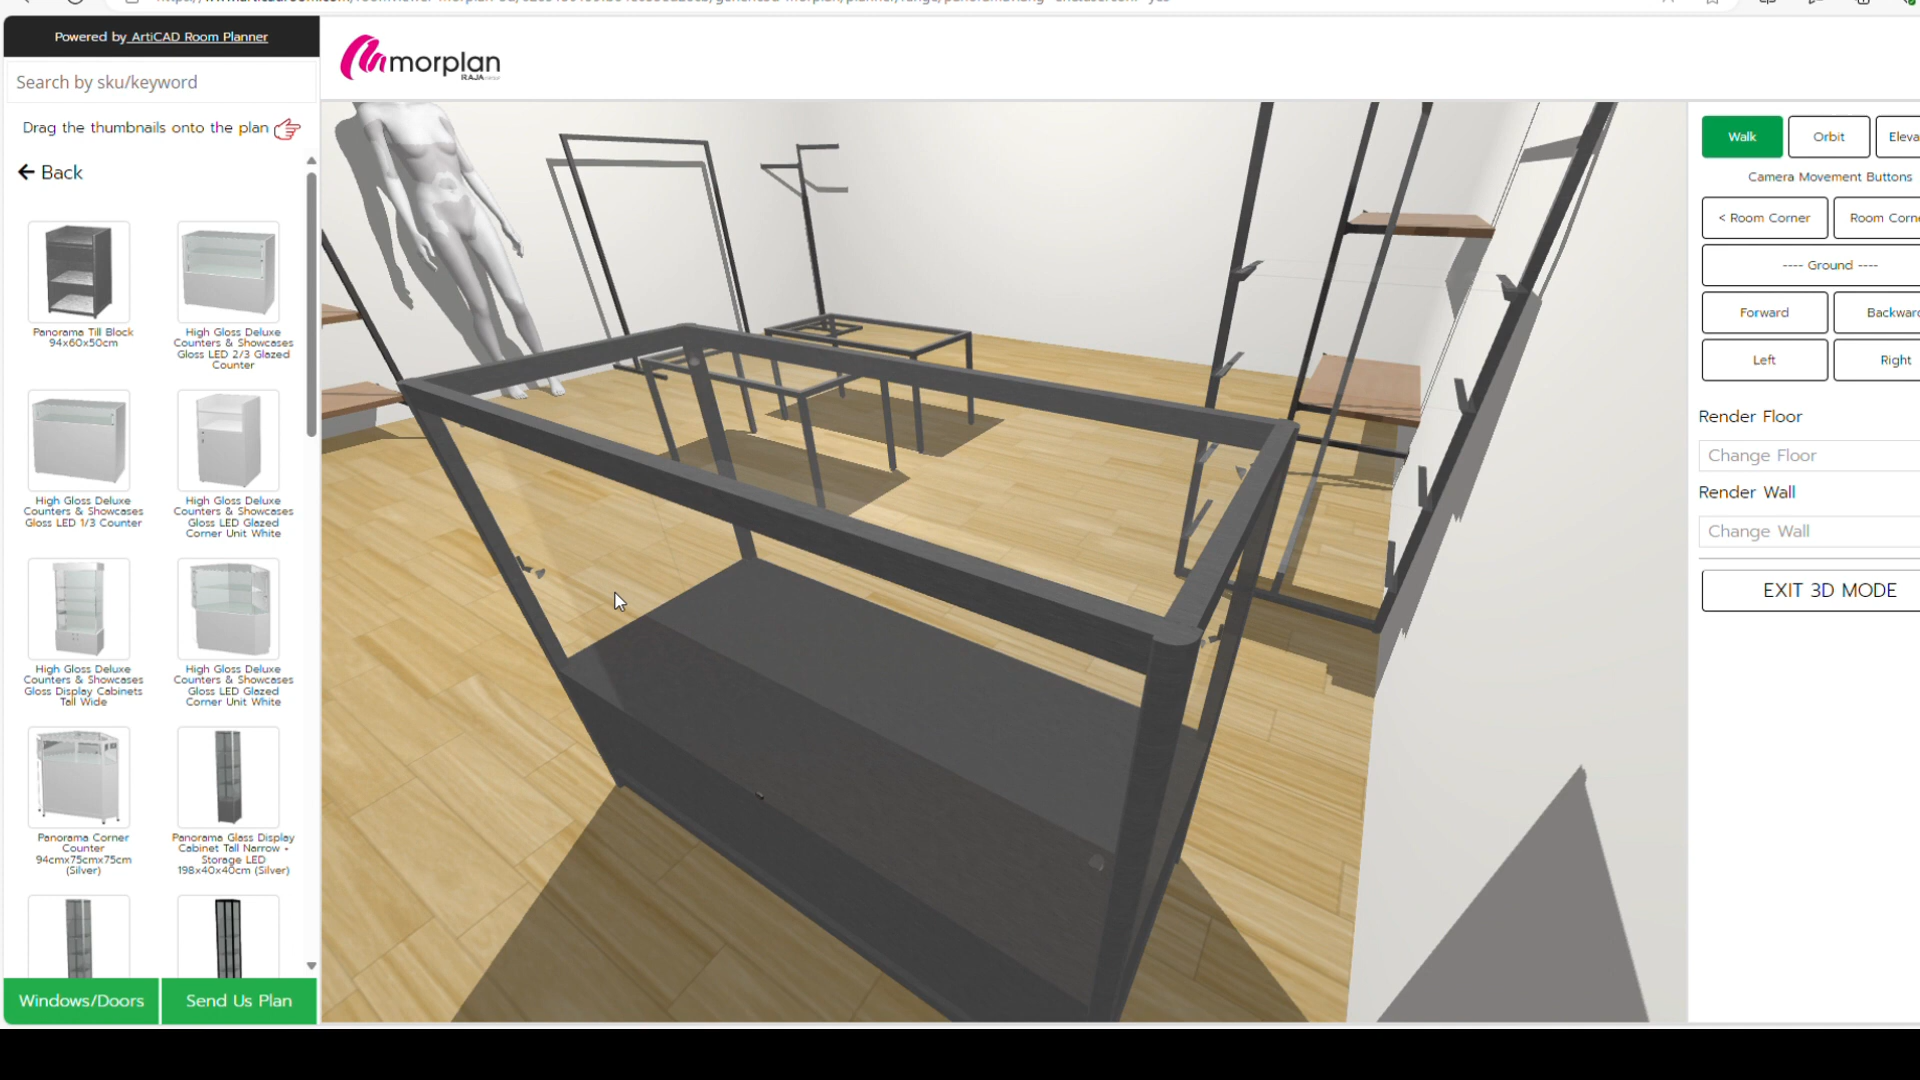 Powered by ArtiCAD Room Planner
Search by sku/keyword
Drag the thumbnails onto the plan
Back
Panorama Till Block
94x60x50cm
High Gloss Deluxe
Counters & Showcases
Gloss LED 2/3 Glazed
Counter
High Gloss Deluxe
Counters & Showcases
Gloss LED 1/3 Counter
High Gloss Deluxe
Counters & Showcases
Gloss LED Glazed
Corner Unit White
High Gloss Deluxe
Counters & Showcases
Gloss Display Cabinets
Tall Wide
High Gloss Deluxe
Counters & Showcases
Gloss LED Glazed
Corner Unit White
Panorama Corner
Counter
94cmx75cmx75cm
(Silver)
Panorama Glass Display
Cabinet Tall Narrow +
Storage LED
198x40x40cm (Silver)
Windows/Doors
Send Us Plan
morplan
RAJA
Walk
Orbit
Eleva
Camera Movement Buttons
< Room Corner
Room Corne
---- Ground ----
Forward
Backward
Left
Right
Render Floor
Change Floor
Render Wall
Change Wall
EXIT 3D MODE